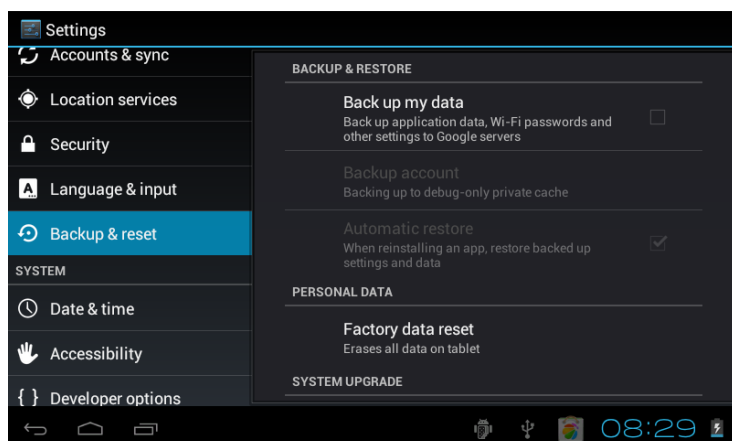 Settings
Accounts & sync
Location services
Security
Language & input
Backup & reset
SYSTEM
Date & time
Accessibility
Developer options
BACKUP & RESTORE
Back up my data
Back up application data, Wi-Fi passwords and
other settings to Google servers
Backup account
Backing up to debug-only private cache
Automatic restore
When reinstalling an app, restore backed up
settings and data
PERSONAL DATA
Factory data reset
Erases all data on tablet
SYSTEM UPGRADE
08:29